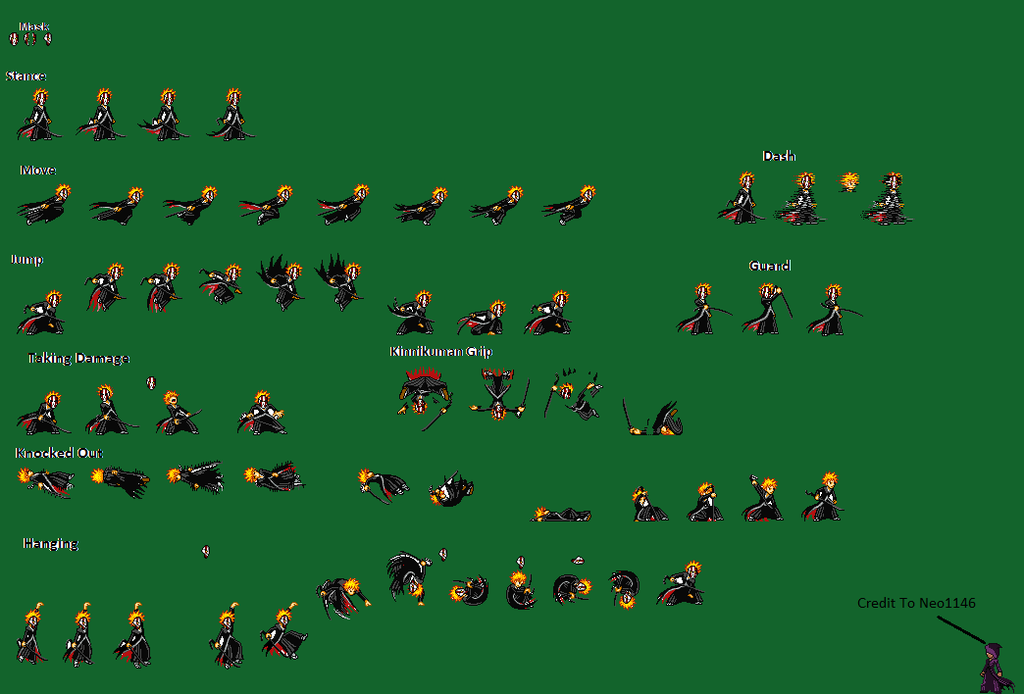 Mask
Stance
Move
Dash
Jump
Guard
Taking Damage
Kinnikuman Grip
Knocked Out
Hanging
Credit To Neo1146